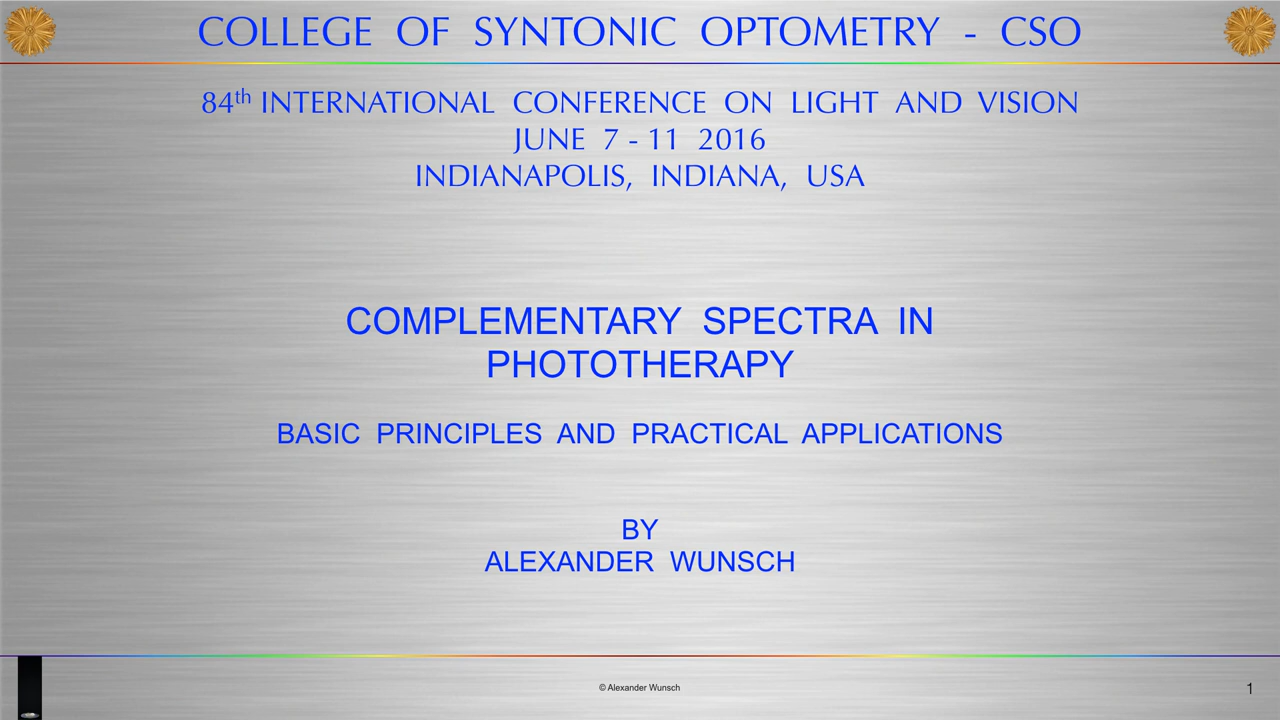 COLLEGE OF SYNTONIC OPTOMETRY - CSO
84th INTERNATIONAL CONFERENCE ON LIGHT AND VISION
JUNE 7 - 11 2016
INDIANAPOLIS, INDIANA, USA
COMPLEMENTARY SPECTRA IN
PHOTOTHERAPY
BASIC PRINCIPLES AND PRACTICAL APPLICATIONS
BY
ALEXANDER WUNSCH
© Alexander Wunsch
1